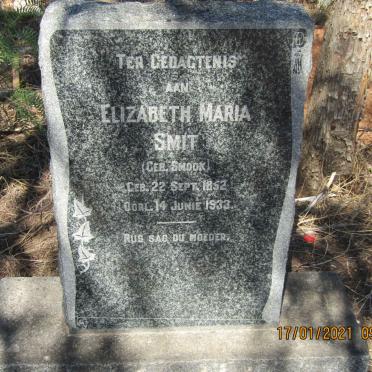 TER GEDAGTENIS
AAN
ELIZABETH MARIA
SMIT
(GEB. SMOOK)
GEB. 22 SEPT. 1852
OORL. 14 JUNIE 1933.
RUS SAG OU MOEDER.
17/01/2021 09